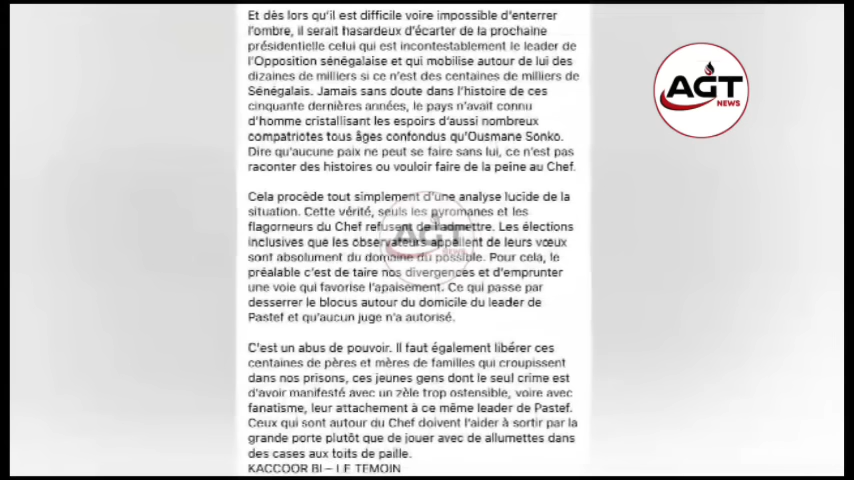 Et dès lors qu'il est difficile voire impossible d'enterrer
l'ombre, il serait hasardeux d'écarter de la prochaine
présidentielle celui qui est incontestablement le leader de
l'Opposition sénégalaise et qui mobilise autour de lui des
dizaines de milliers si ce n'est des centaines de milliers de
Sénégalais. Jamais sans doute dans l'histoire de ces
cinquante dernières années, le pays n'avait connu
d'homme cristallisant les espoirs d'aussi nombreux
compatriotes tous âges confondus qu'Ousmane Sonko.
Dire qu'aucune paix ne peut se faire sans lui, ce n'est pas
raconter des histoires ou vouloir faire de la peine au Chef.
Cela procède tout simplement d'une analyse lucide de la
situation. Cette vérité, seuls les pyromanes et les
flagorneurs du Chef refusent de l'admettre. Les élections
inclusives que les observateurs appellent de leurs vœux
sont absolument du domaine du possible. Pour cela, le
préalable c'est de taire nos divergences et d'emprunter
une voie qui favorise l'apaisement. Ce qui passe par
desserrer le blocus autour du domicile du leader de
Pastef et qu'aucun juge n'a autorisé.
C'est un abus de pouvoir. Il faut également libérer ces
centaines de pères et mères de familles qui croupissent
dans nos prisons, ces jeunes gens dont le seul crime est
d'avoir manifesté avec un zèle trop ostensible, voire avec
fanatisme, leur attachement à ce même leader de Pastef.
Ceux qui sont autour du Chef doivent l'aider à sortir par la
grande porte plutôt que de jouer avec de allumettes dans
des cases aux toits de paille.
KACCOOR BI – LE TEMOIN
AGT
NEWS
AGT
NEWS